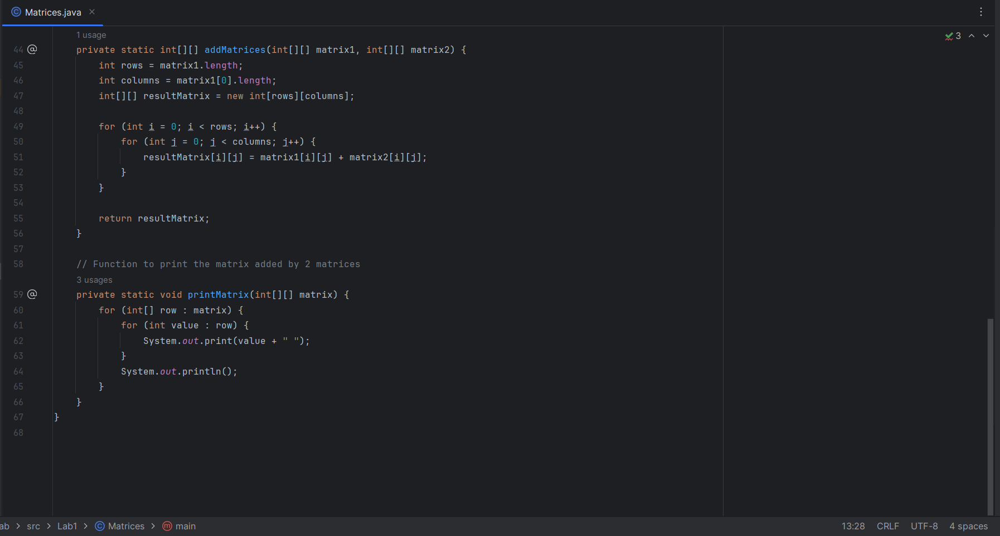 Matrices.java
1 usage
3
44 @ private static int[][] addMatrices(int[][] matrix1, int[][] matrix2) {
45 int rows = matrix1.length;
46 int columns = matrix1[0].length;
47 int[][] resultMatrix = new int[rows][columns];
48
49 for (int i = 0; i < rows; i++) {
50 for (int j = 0; j < columns; j++) {
51 resultMatrix[i][j] = matrix1[i][j] + matrix2[i][j];
52 }
53 }
54
55 return resultMatrix;
56 }
57
58 // Function to print the matrix added by 2 matrices
3 usages
59 @ private static void printMatrix(int[][] matrix) {
60 for (int[] row : matrix) {
61 for (int value : row) {
62 System.out.print(value + " ");
63 }
64 System.out.println();
65 }
66 }
67 }
68
ab > src > Lab1 > Matrices > main 13:28 CRLF UTF-8 4 spaces